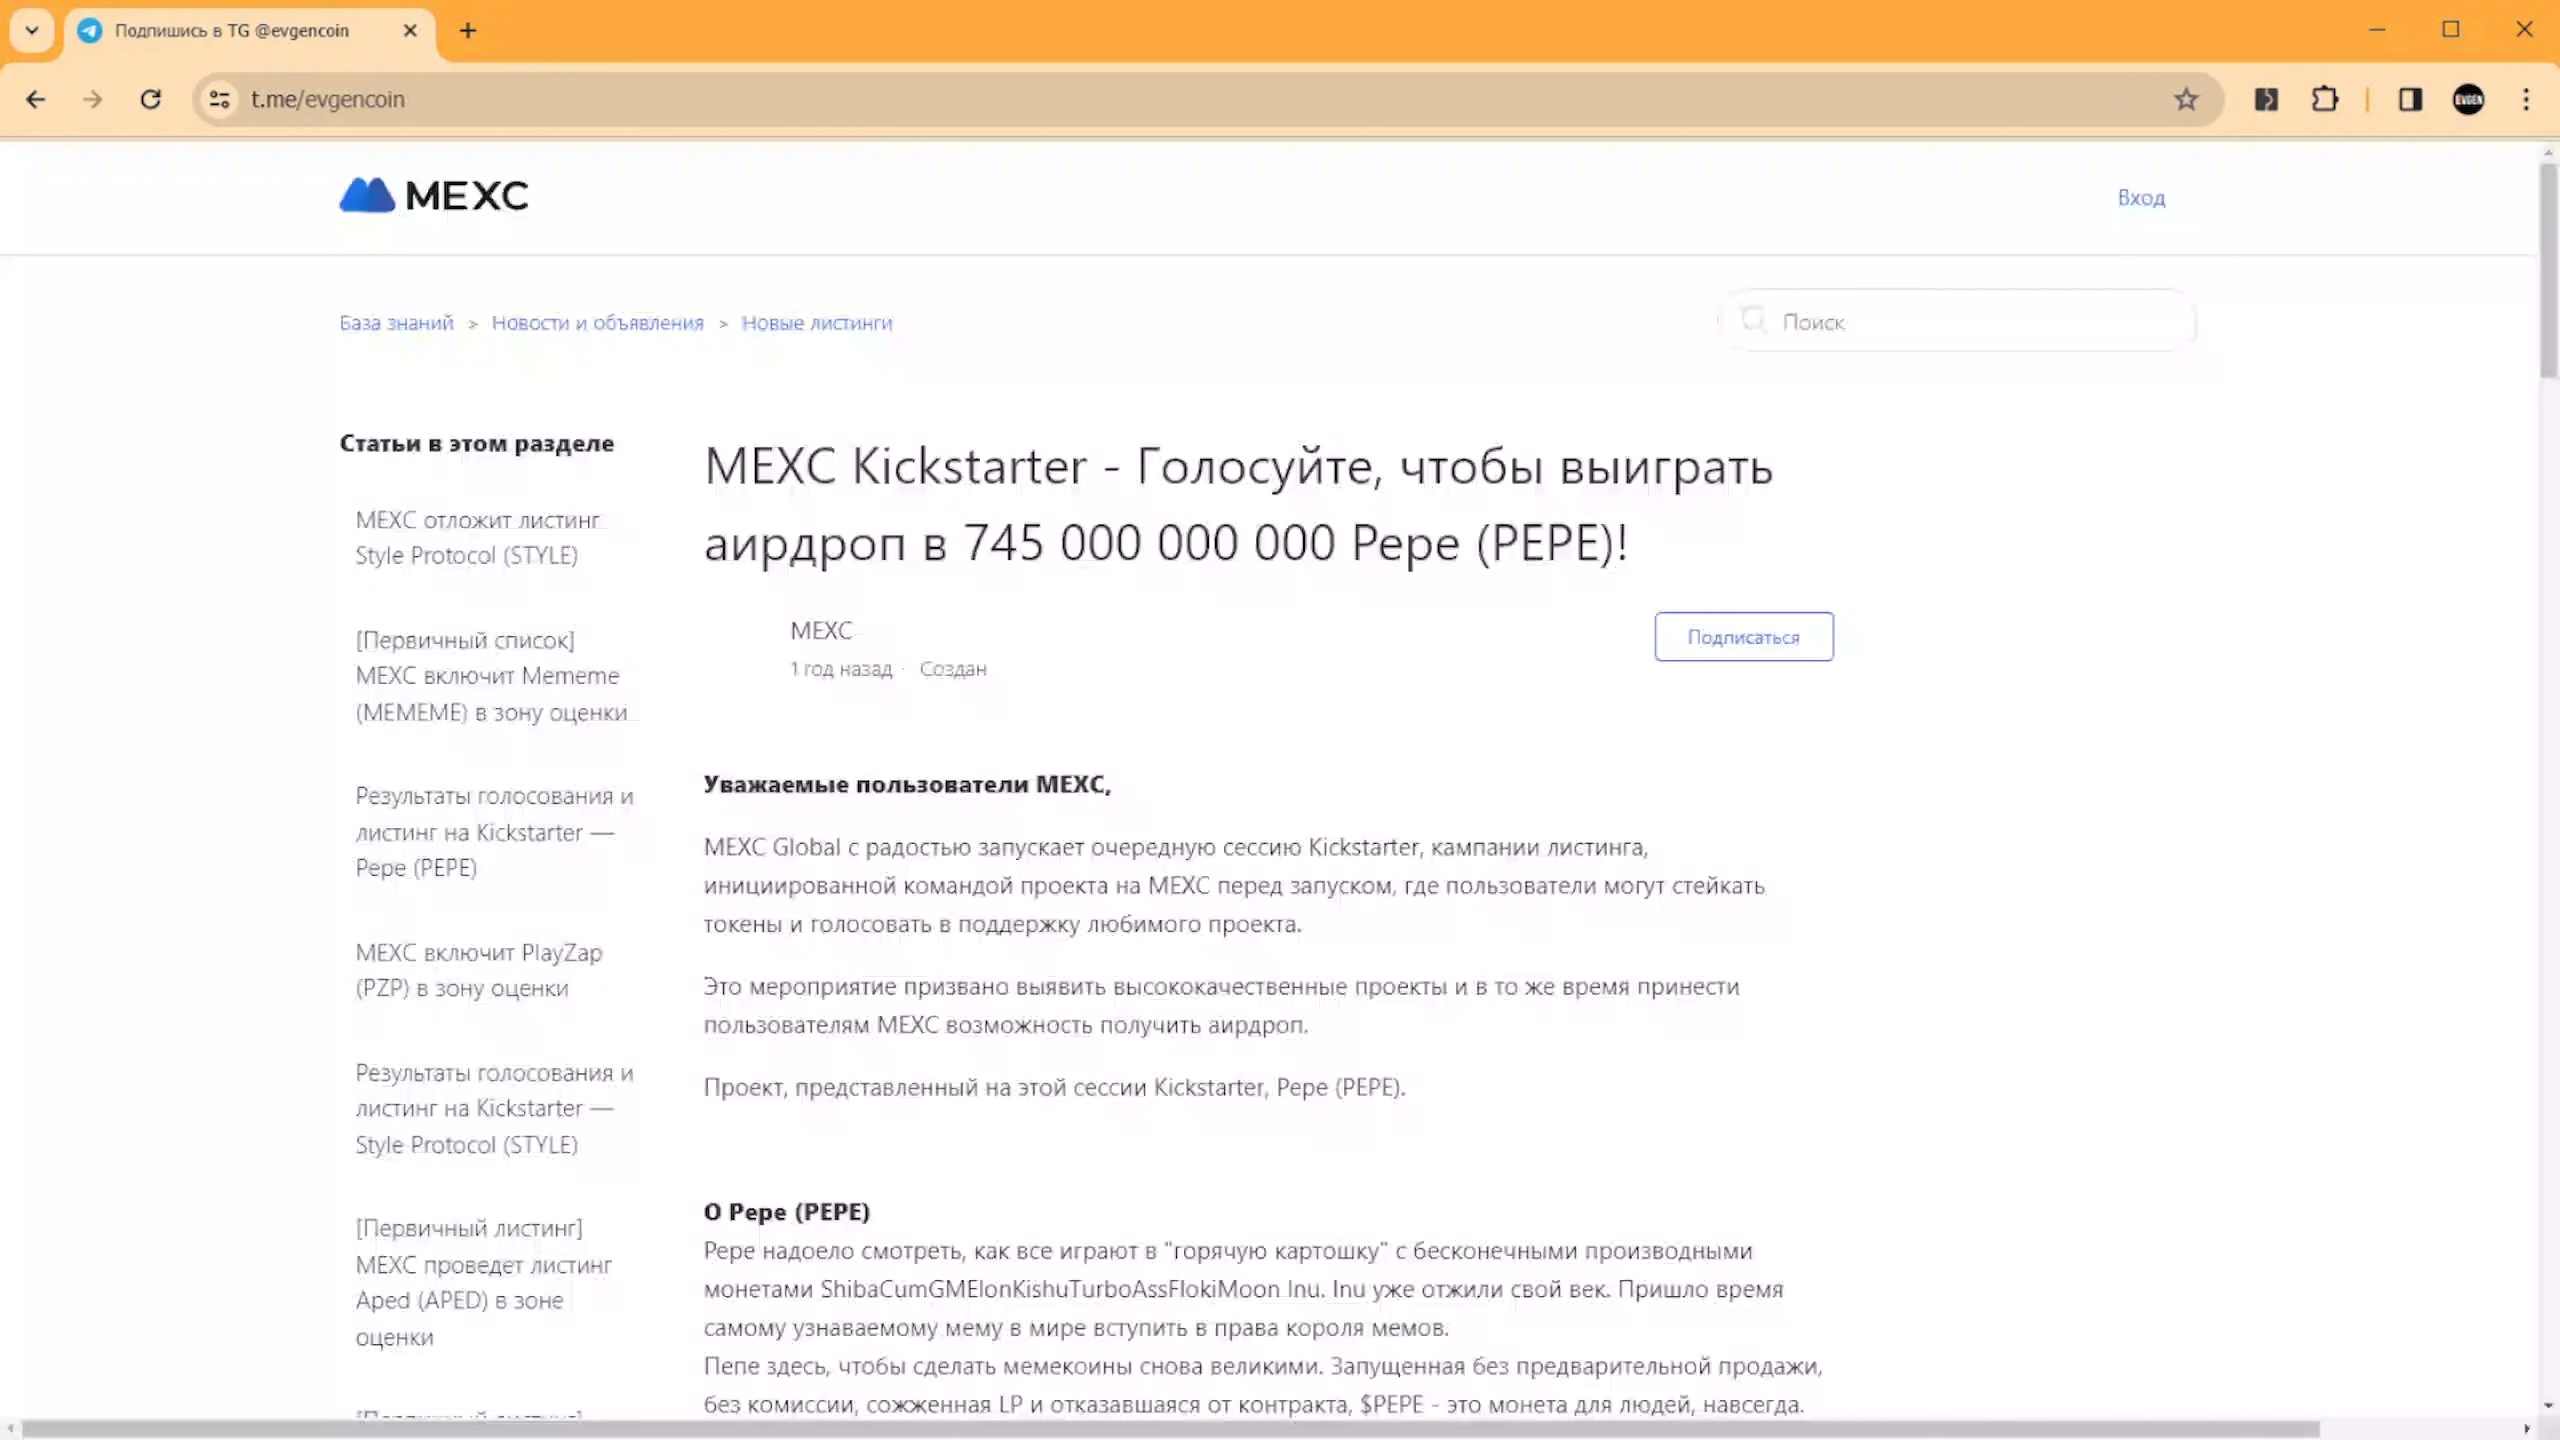 Подпишись в TG @evgencoin
t.me/evgencoin
EVGEN
MEXC
Вход
База знаний > Новости и объявления > Новые листинги
Поиск
Статьи в этом разделе
MEXC отложит листинг
Style Protocol (STYLE)
[Первичный список]
MEXC включит Mememe
(MEMEME) в зону оценки
Результаты голосования и
листинг на Kickstarter —
Pepe (PEPE)
MEXC включит PlayZap
(PZP) в зону оценки
Результаты голосования и
листинг на Kickstarter —
Style Protocol (STYLE)
[Первичный листинг]
MEXC проведет листинг
Aped (APED) в зоне
оценки
MEXC Kickstarter - Голосуйте, чтобы выиграть
аирдроп в 745 000 000 000 Pepe (PEPE)!
MEXC
1 год назад · Создан
Подписаться
Уважаемые пользователи MEXC,
MEXC Global с радостью запускает очередную сессию Kickstarter, кампании листинга,
инициированной командой проекта на MEXC перед запуском, где пользователи могут стейкать
токены и голосовать в поддержку любимого проекта.
Это мероприятие призвано выявить высококачественные проекты и в то же время принести
пользователям MEXC возможность получить аирдроп.
Проект, представленный на этой сессии Kickstarter, Pepe (PEPE).
О Pepe (PEPE)
Pepe надоело смотреть, как все играют в "горячую картошку" с бесконечными производными
монетами ShibaCumGMElonKishuTurboAssFlokiMoon Inu. Inu уже отжили свой век. Пришло время
самому узнаваемому мему в мире вступить в права короля мемов.
Пепе здесь, чтобы сделать мемекоины снова великими. Запущенная без предварительной продажи,
без комиссии, сожженная LP и отказавшаяся от контракта, $PEPE - это монета для людей, навсегда.